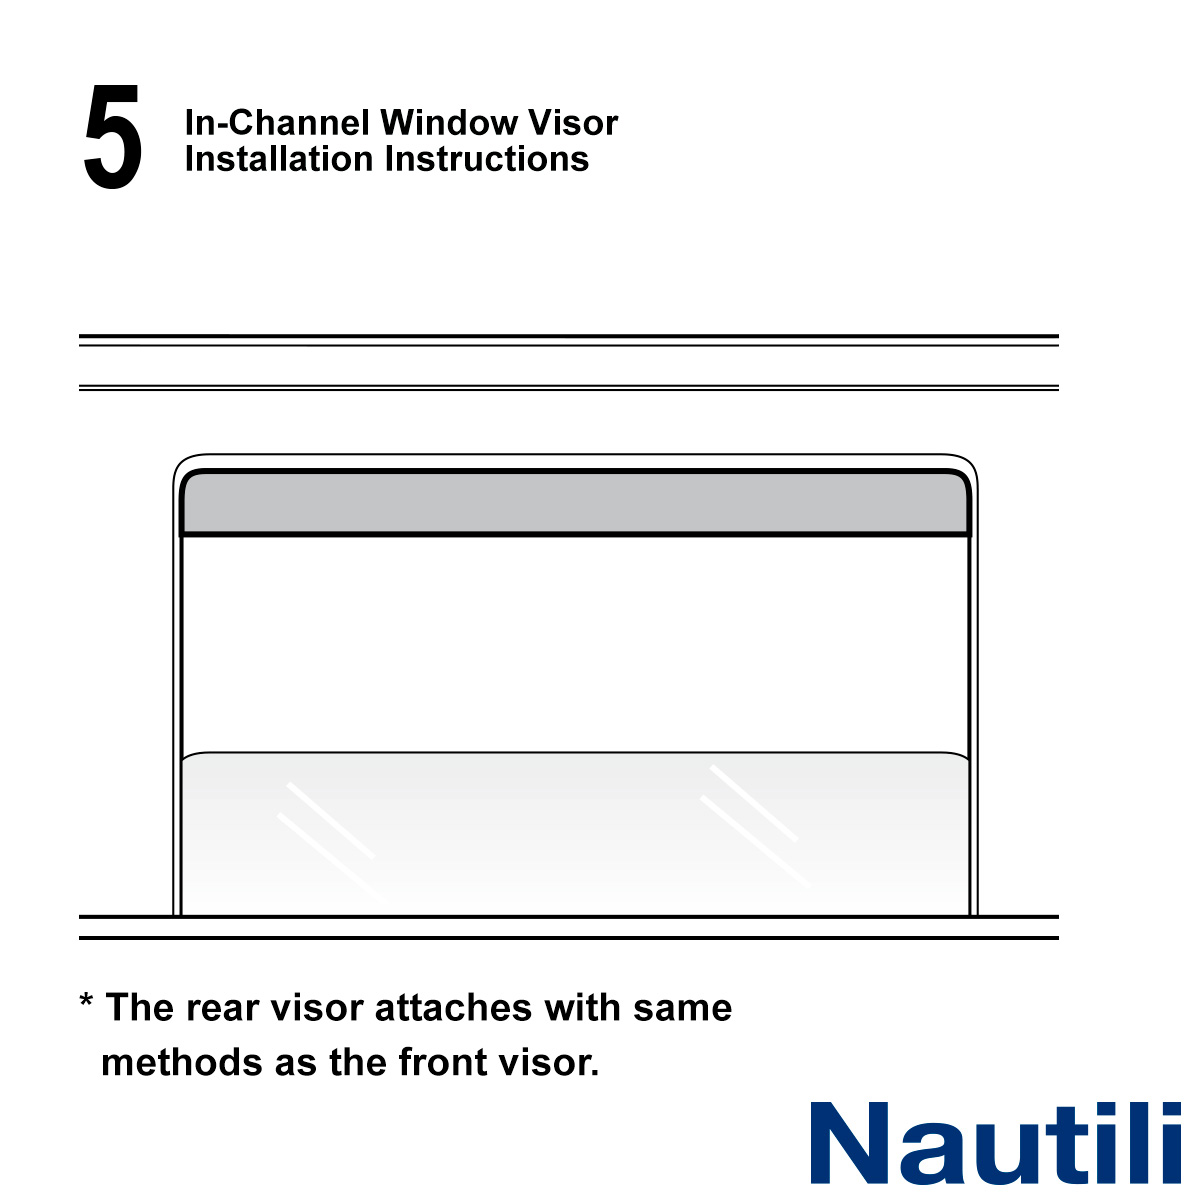 5
In-Channel Window Visor
Installation Instructions
* The rear visor attaches with same
methods as the front visor.
Nautili